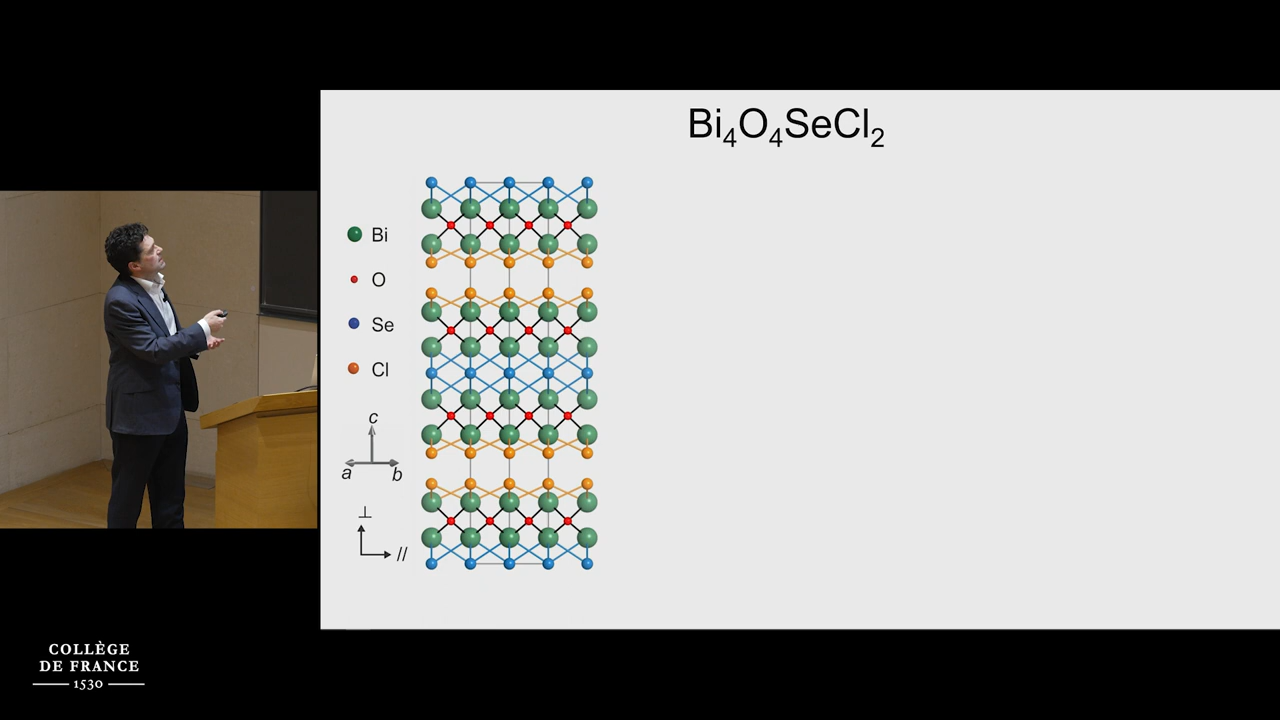 Bi₄O₄SeCl₂
Bi
O
Se
Cl
c
a b
⊥
//
COLLÈGE
DE FRANCE
1530